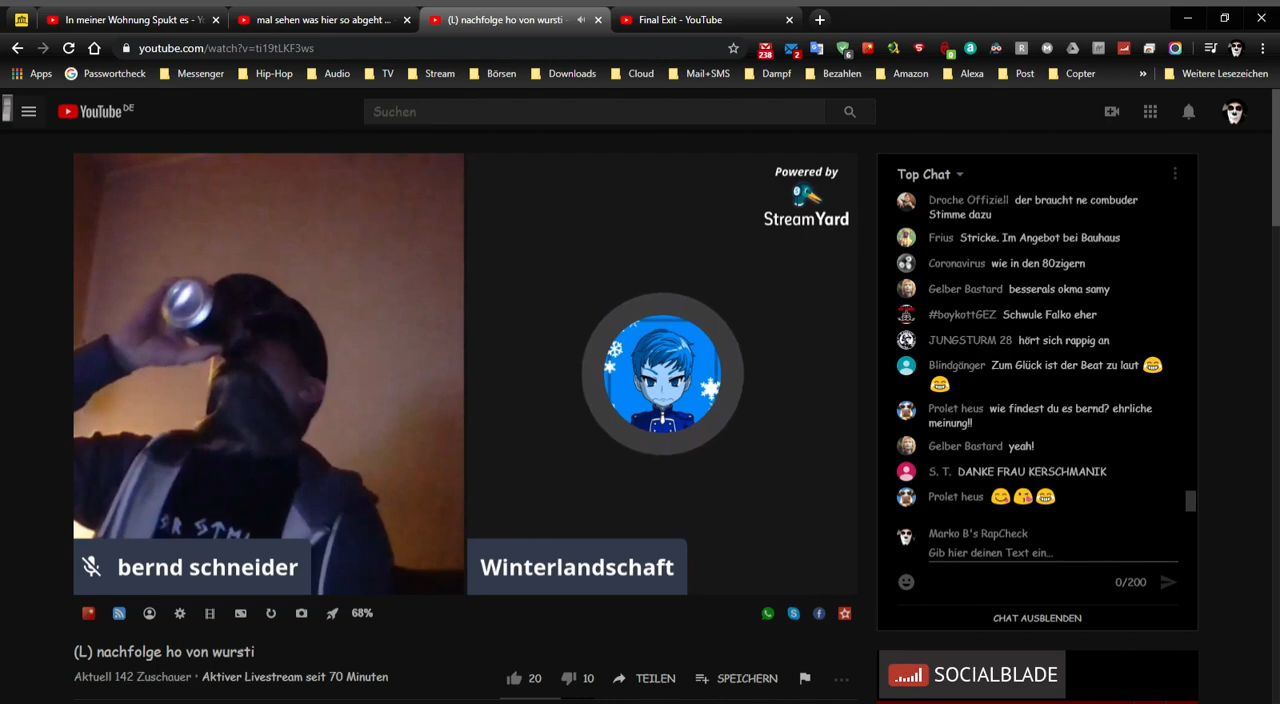 In meiner Wohnung Spukt es - Y
mal sehen was hier so abgeht ...
(L) nachfolge ho von wursti -
Final Exit - YouTube
youtube.com/watch?v=ti19tLKF3ws
238
2
6
0
Apps
Passwortcheck
Messenger
Hip-Hop
Audio
TV
Stream
Börsen
Downloads
Cloud
Mail+SMS
Dampf
Bezahlen
Amazon
Alexa
Post
Copter
»
Weitere Lesezeichen
YouTube DE
Suchen
Powered by
StreamYard
bernd schneider
Winterlandschaft
68%
(L) nachfolge ho von wursti
Aktuell 142 Zuschauer • Aktiver Livestream seit 70 Minuten
20
10
TEILEN
SPEICHERN
Top Chat
Droche Offiziell der braucht ne combuder
Stimme dazu
Frius Stricke. Im Angebot bei Bauhaus
Coronavirus wie in den 80zigern
Gelber Bastard besserals okma samy
#boykottGEZ Schwule Falko eher
JUNGSTURM 28 hört sich rappig an
Blindgänger Zum Glück ist der Beat zu laut 😂
😂
Prolet heus wie findest du es bernd? ehrliche
meinung!!
Gelber Bastard yeah!
S. T. DANKE FRAU KERSCHMANIK
Prolet heus 😋😘😂
Marko B's RapCheck
Gib hier deinen Text ein...
0/200
CHAT AUSBLENDEN
SOCIALBLADE